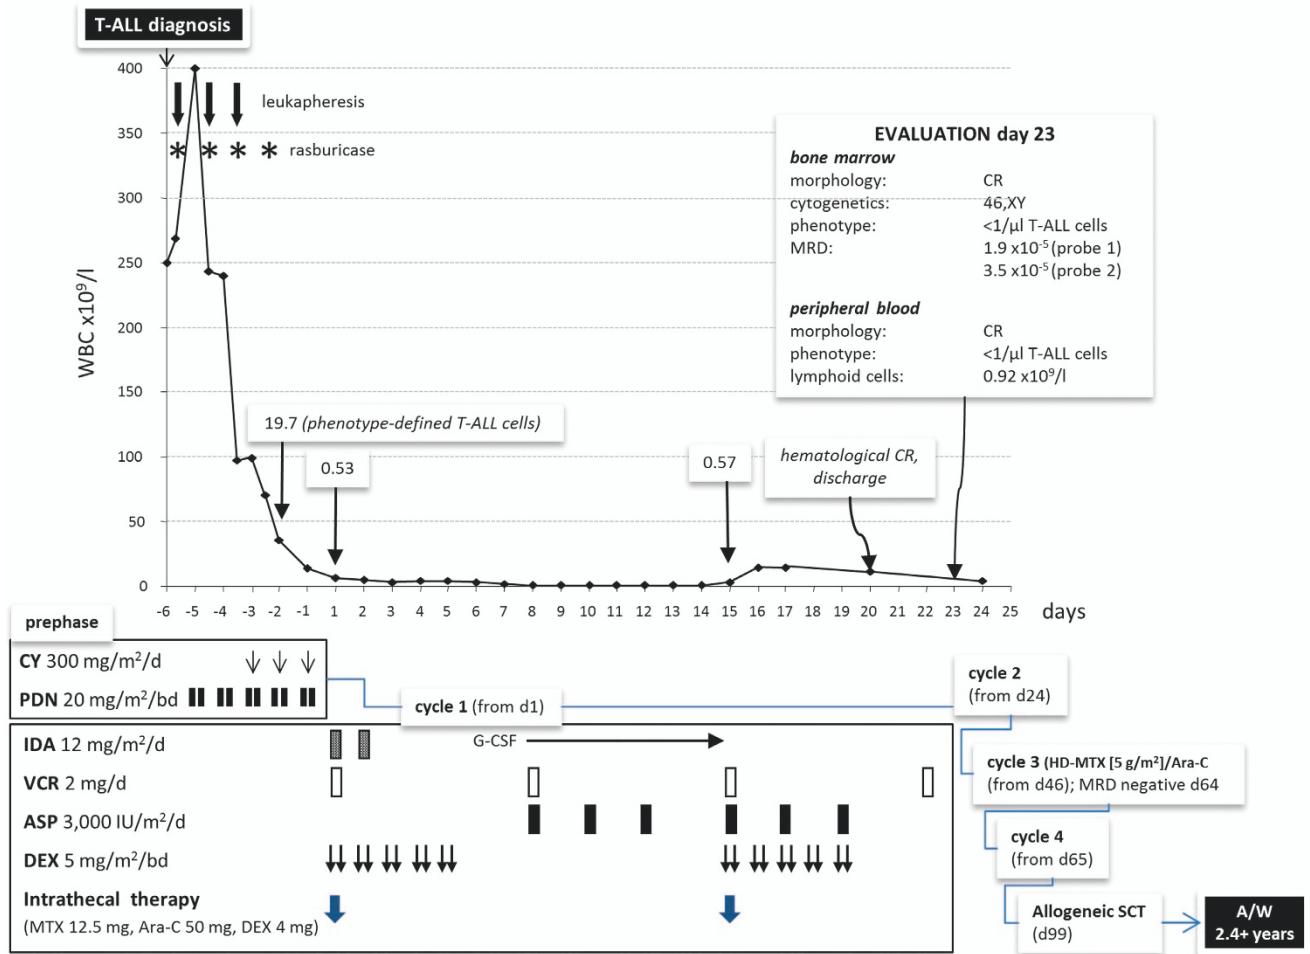 T-ALL diagnosis
400
350
300
250
200
150
100
50
0
WBC x10⁹/l
leukapheresis
* * * * rasburicase
EVALUATION day 23
bone marrow
morphology: CR
cytogenetics: 46,XY
phenotype: <1/µl T-ALL cells
MRD: 1.9 x10⁻⁵ (probe 1)
3.5 x10⁻⁵ (probe 2)
peripheral blood
morphology: CR
phenotype: <1/µl T-ALL cells
lymphoid cells: 0.92 x10⁹/l
19.7 (phenotype-defined T-ALL cells)
0.53
0.57
hematological CR,
discharge
-6 -5 -4 -3 -2 -1 1 2 3 4 5 6 7 8 9 10 11 12 13 14 15 16 17 18 19 20 21 22 23 24 25 days
prephase
CY 300 mg/m²/d
PDN 20 mg/m²/bd
cycle 1 (from d1)
cycle 2
(from d24)
IDA 12 mg/m²/d
G-CSF
VCR 2 mg/d
ASP 3,000 IU/m²/d
DEX 5 mg/m²/bd
Intrathecal therapy
(MTX 12.5 mg, Ara-C 50 mg, DEX 4 mg)
cycle 3 (HD-MTX [5 g/m²]/Ara-C
(from d46); MRD negative d64
cycle 4
(from d65)
Allogeneic SCT
(d99)
A/W
2.4+ years